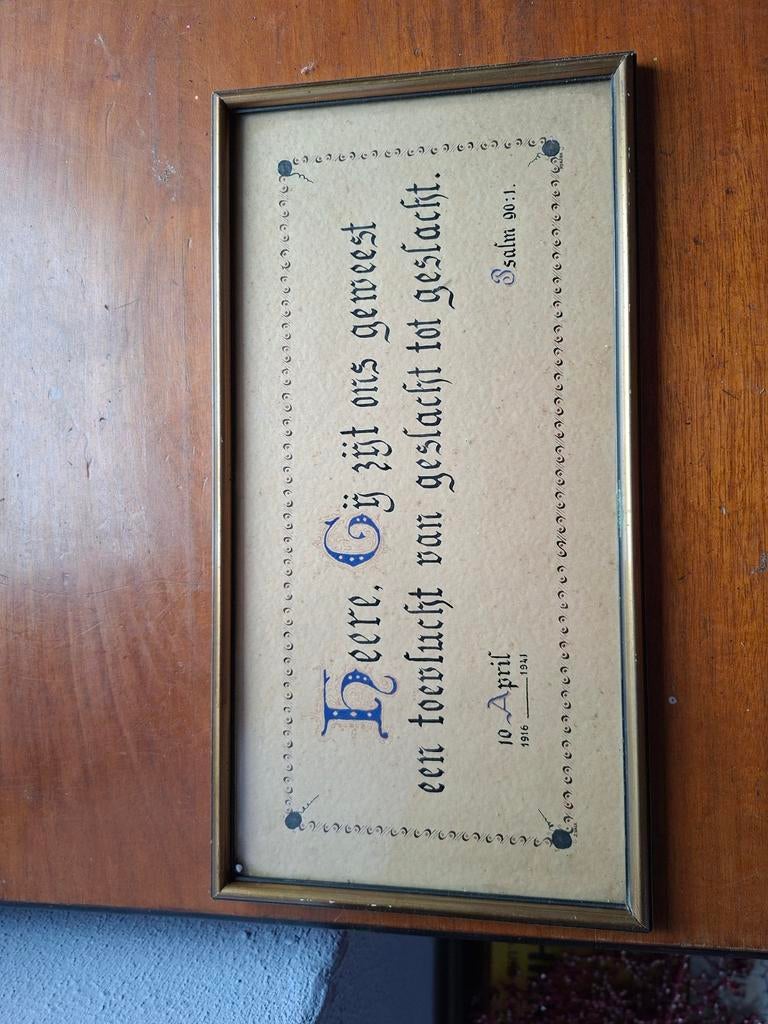 Heere, Gij zijt ons geweest
een toevlucht van geslacht tot geslacht.
10 April
1916 — 1941
Psalm 90:1.